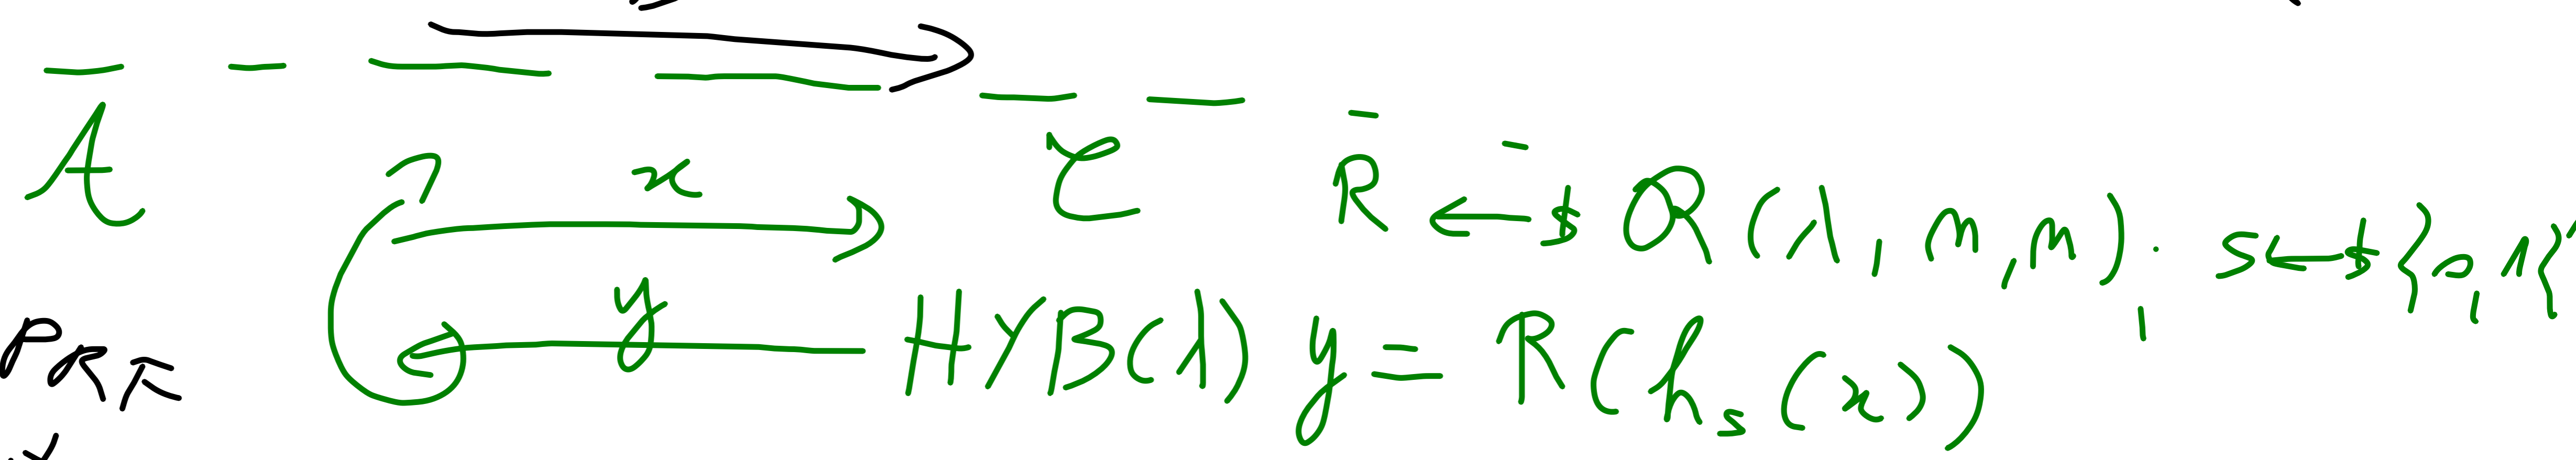 A x C R ←$ R(λ, n, n). s ←$ {0,1}
y HYB(λ) y = R(h_s(x))
PRF